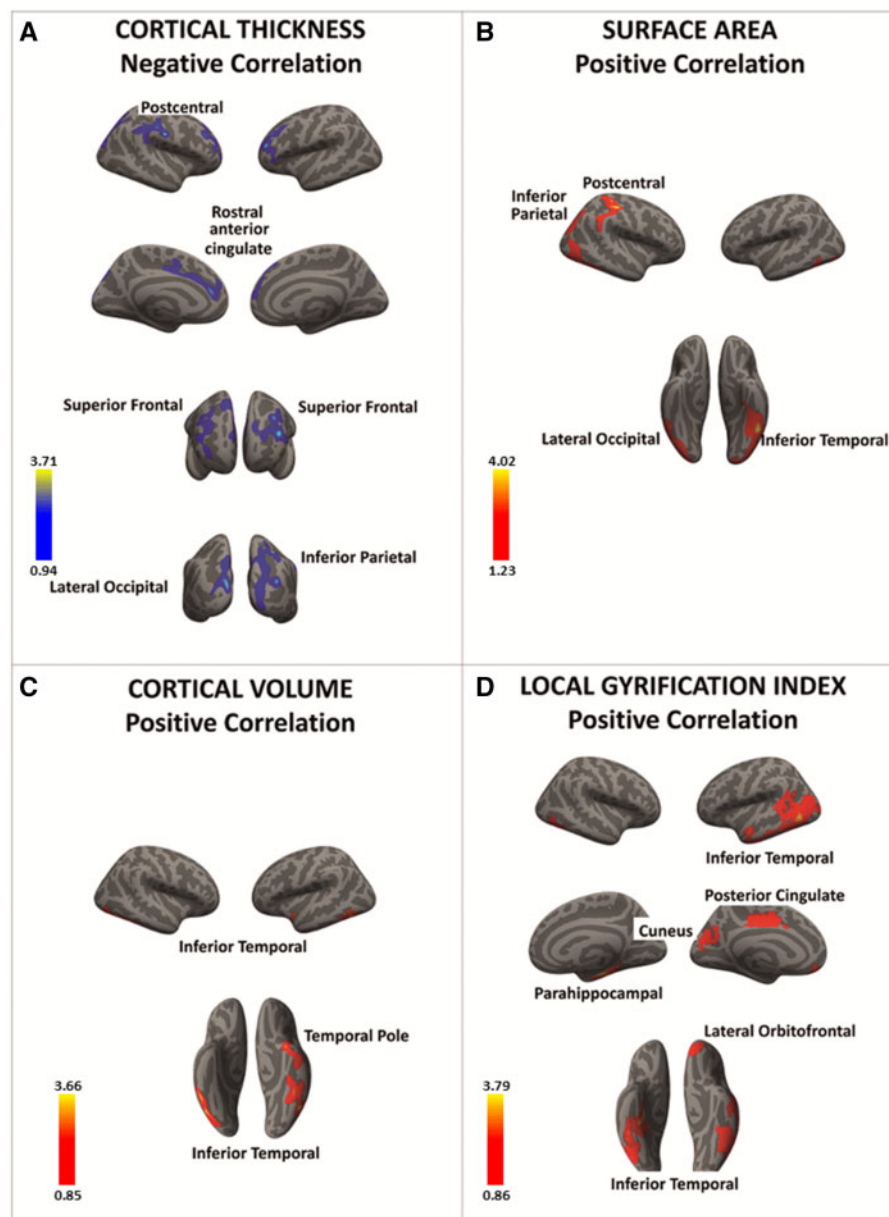 A
CORTICAL THICKNESS
Negative Correlation
Postcentral
Rostral
anterior
cingulate
Superior Frontal
Superior Frontal
3.71
0.94
Inferior Parietal
Lateral Occipital
B
SURFACE AREA
Positive Correlation
Postcentral
Inferior
Parietal
Lateral Occipital
Inferior Temporal
4.02
1.23
C
CORTICAL VOLUME
Positive Correlation
Inferior Temporal
Temporal Pole
3.66
0.85
Inferior Temporal
D
LOCAL GYRIFICATION INDEX
Positive Correlation
Inferior Temporal
Posterior Cingulate
Cuneus
Parahippocampal
Lateral Orbitofrontal
3.79
0.86
Inferior Temporal